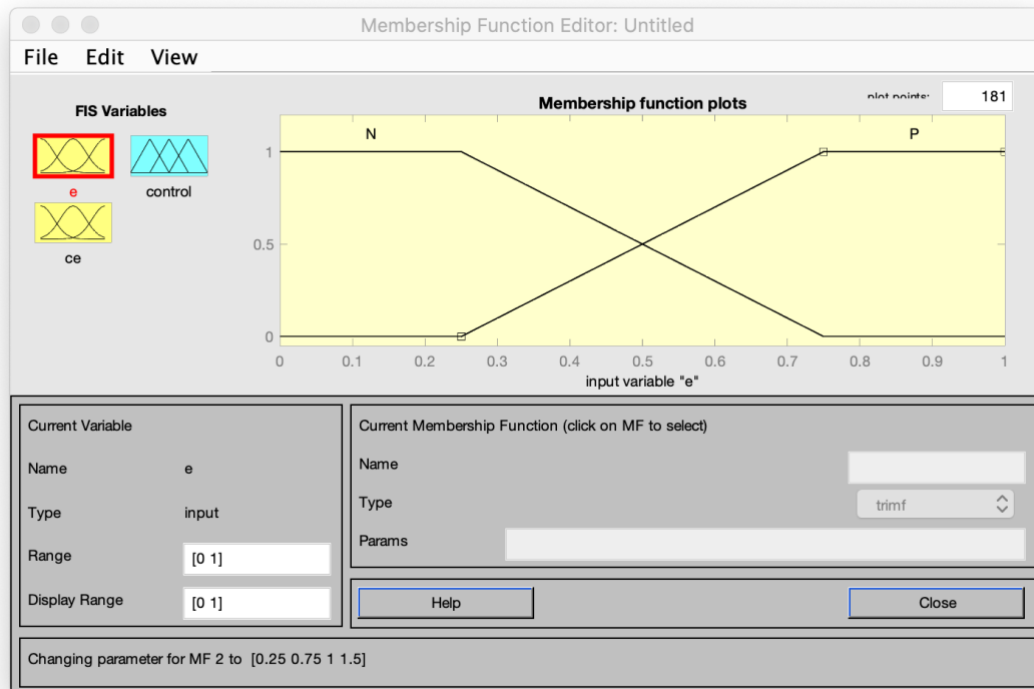 Membership Function Editor: Untitled
File Edit View
FIS Variables
e
control
ce
Membership function plots
plot points:
181
N
P
1
0.5
0
0 0.1 0.2 0.3 0.4 0.5 0.6 0.7 0.8 0.9 1
input variable "e"
Current Variable
Name e
Type input
Range [0 1]
Display Range [0 1]
Current Membership Function (click on MF to select)
Name
Type trimf
Params
Help
Close
Changing parameter for MF 2 to [0.25 0.75 1 1.5]